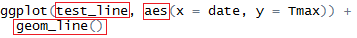 ggplot(test_line, aes(x = date, y = Tmax)) +
geom_line()